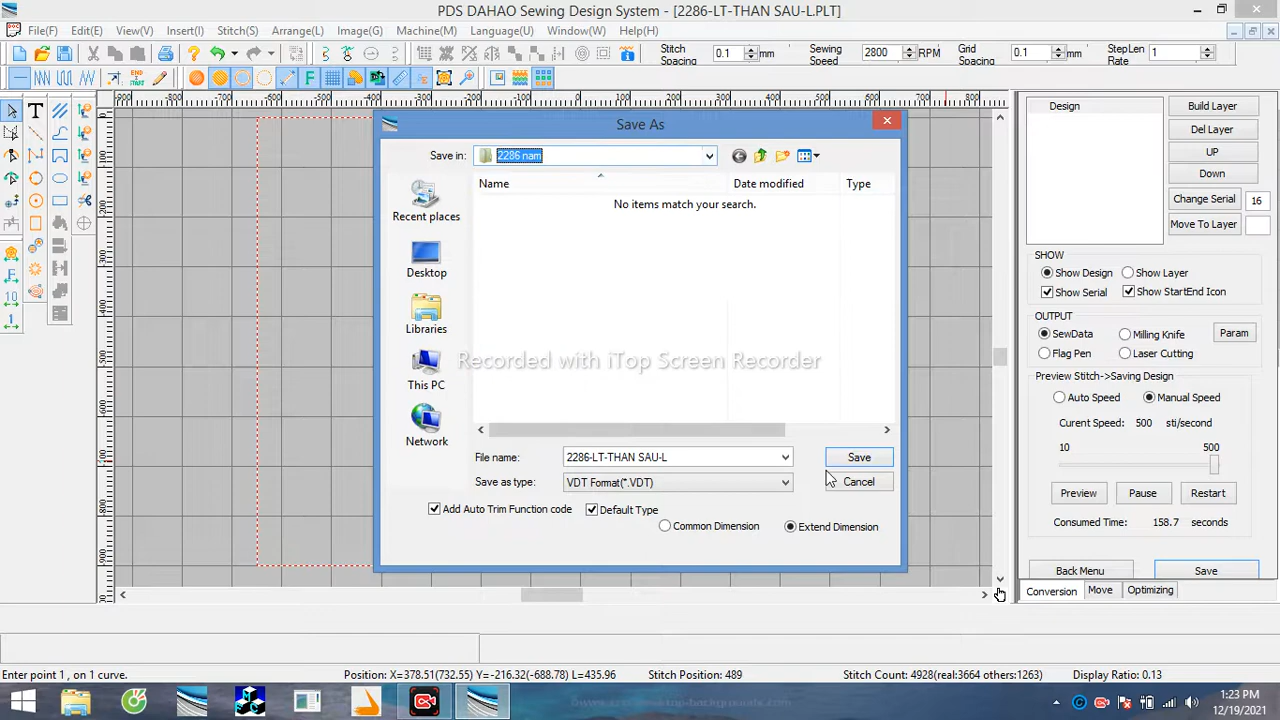 PDS DAHAO Sewing Design System - [2286-LT-THAN SAU-L.PLT]
File(F) Edit(E) View(V) Insert(I) Stitch(S) Arrange(L) Image(G) Machine(M) Language(U) Window(W) Help(H)
Stitch Spacing 0.1 mm Sewing Speed 2800 RPM Grid Spacing 0.1 mm StepLen Rate 1
Save As
Save in: 2286 nam
Name Date modified Type
No items match your search.
Recent places
Desktop
Libraries
This PC
Network
Recorded with iTop Screen Recorder
File name: 2286-LT-THAN SAU-L Save
Save as type: VDT Format(*.VDT) Cancel
Add Auto Trim Function code Default Type
Common Dimension Extend Dimension
Design
Build Layer
Del Layer
UP
Down
Change Serial 16
Move To Layer
SHOW
Show Design Show Layer
Show Serial Show StartEnd Icon
OUTPUT
SewData Milling Knife Param
Flag Pen Laser Cutting
Preview Stitch->Saving Design
Auto Speed Manual Speed
Curent Speed: 500 sti/second
10 500
Preview Pause Restart
Consumed Time: 158.7 seconds
Back Menu Save
Conversion Move Optimizing
Enter point 1 , on 1 curve. Position: X=378.51(732.55) Y=-216.32(-688.78) L=435.96 Stitch Position: 489 Stitch Count: 4928(real:3664 others:1263) Display Ratio: 0.13
1:23 PM
12/19/2021